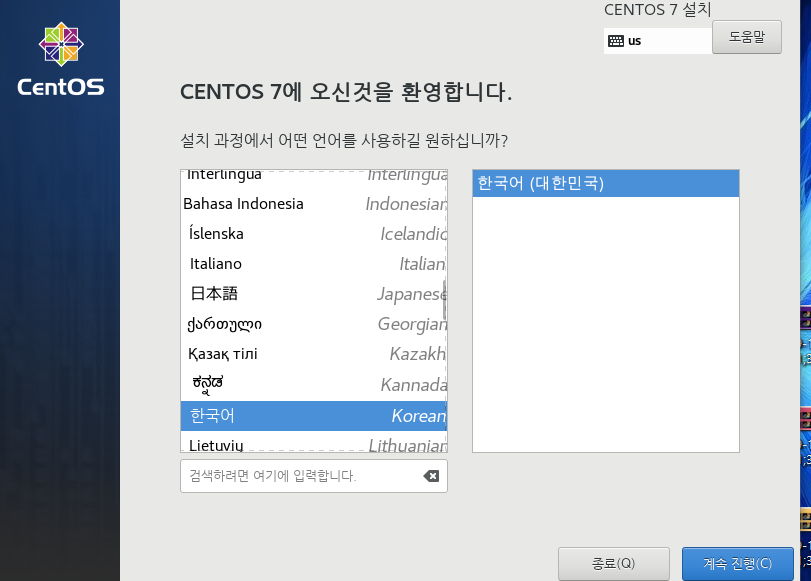 CENTOS 7 설치
us
도움말
CentOS
CENTOS 7에 오신것을 환영합니다.
설치 과정에서 어떤 언어를 사용하길 원하십니까?
Interlingua Interlingua
Bahasa Indonesia Indonesian
Íslenska Icelandic
Italiano Italian
日本語 Japanese
ქართული Georgian
Қазақ тілі Kazakh
ಕನ್ನಡ Kannada
한국어 Korean
Lietuvių Lithuanian
한국어 (대한민국)
검색하려면 여기에 입력합니다.
종료(Q)
계속 진행(C)